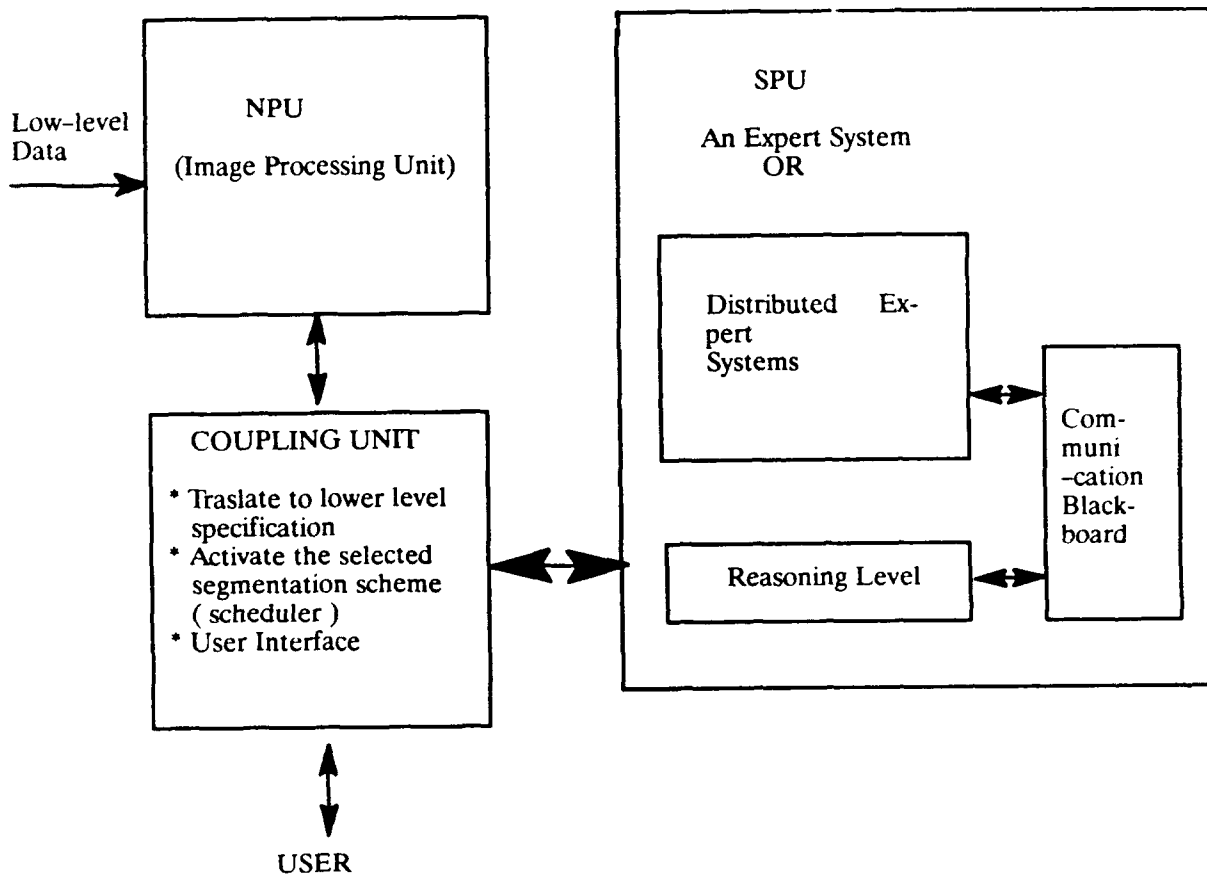 NPU
(Image Processing Unit)
Low-level
Data
COUPLING UNIT
* Traslate to lower level
specification
* Activate the selected
segmentation scheme
( scheduler )
* User Interface
USER
SPU
An Expert System
OR
Distributed Ex-
pert
Systems
Reasoning Level
Com-
muni
-cation
Black-
board